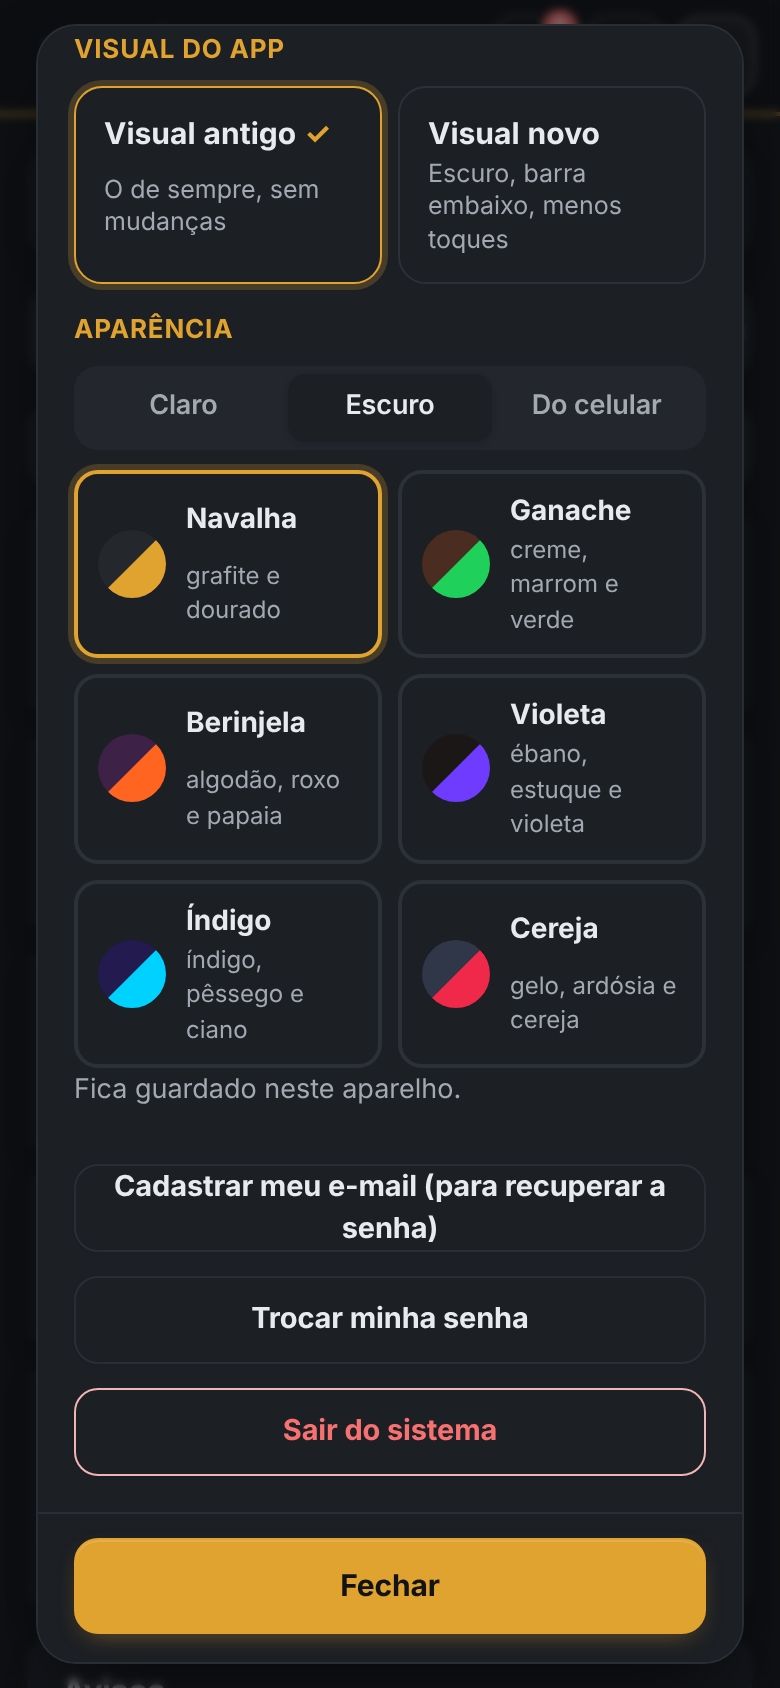 VISUAL DO APP
Visual antigo ✓
O de sempre, sem
mudanças
Visual novo
Escuro, barra
embaixo, menos
toques
APARÊNCIA
Claro
Escuro
Do celular
Navalha
grafite e
dourado
Ganache
creme,
marrom e
verde
Berinjela
algodão, roxo
e papaia
Violeta
ébano,
estuque e
violeta
Índigo
índigo,
pêssego e
ciano
Cereja
gelo, ardósia e
cereja
Fica guardado neste aparelho.
Cadastrar meu e-mail (para recuperar a
senha)
Trocar minha senha
Sair do sistema
Fechar